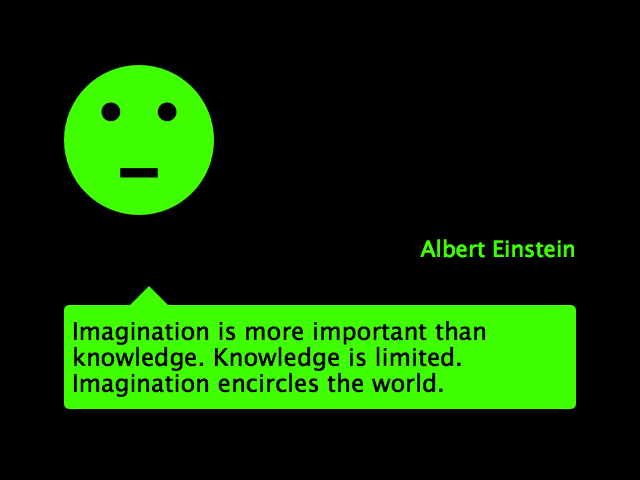 Albert Einstein
Imagination is more important than
knowledge. Knowledge is limited.
Imagination encircles the world.